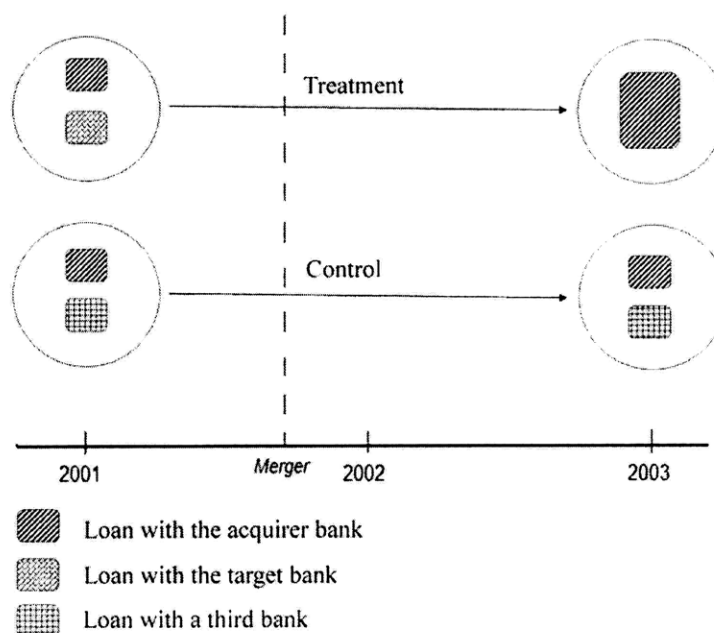 Treatment
Control
2001
Merger
2002
2003
Loan with the acquirer bank
Loan with the target bank
Loan with a third bank